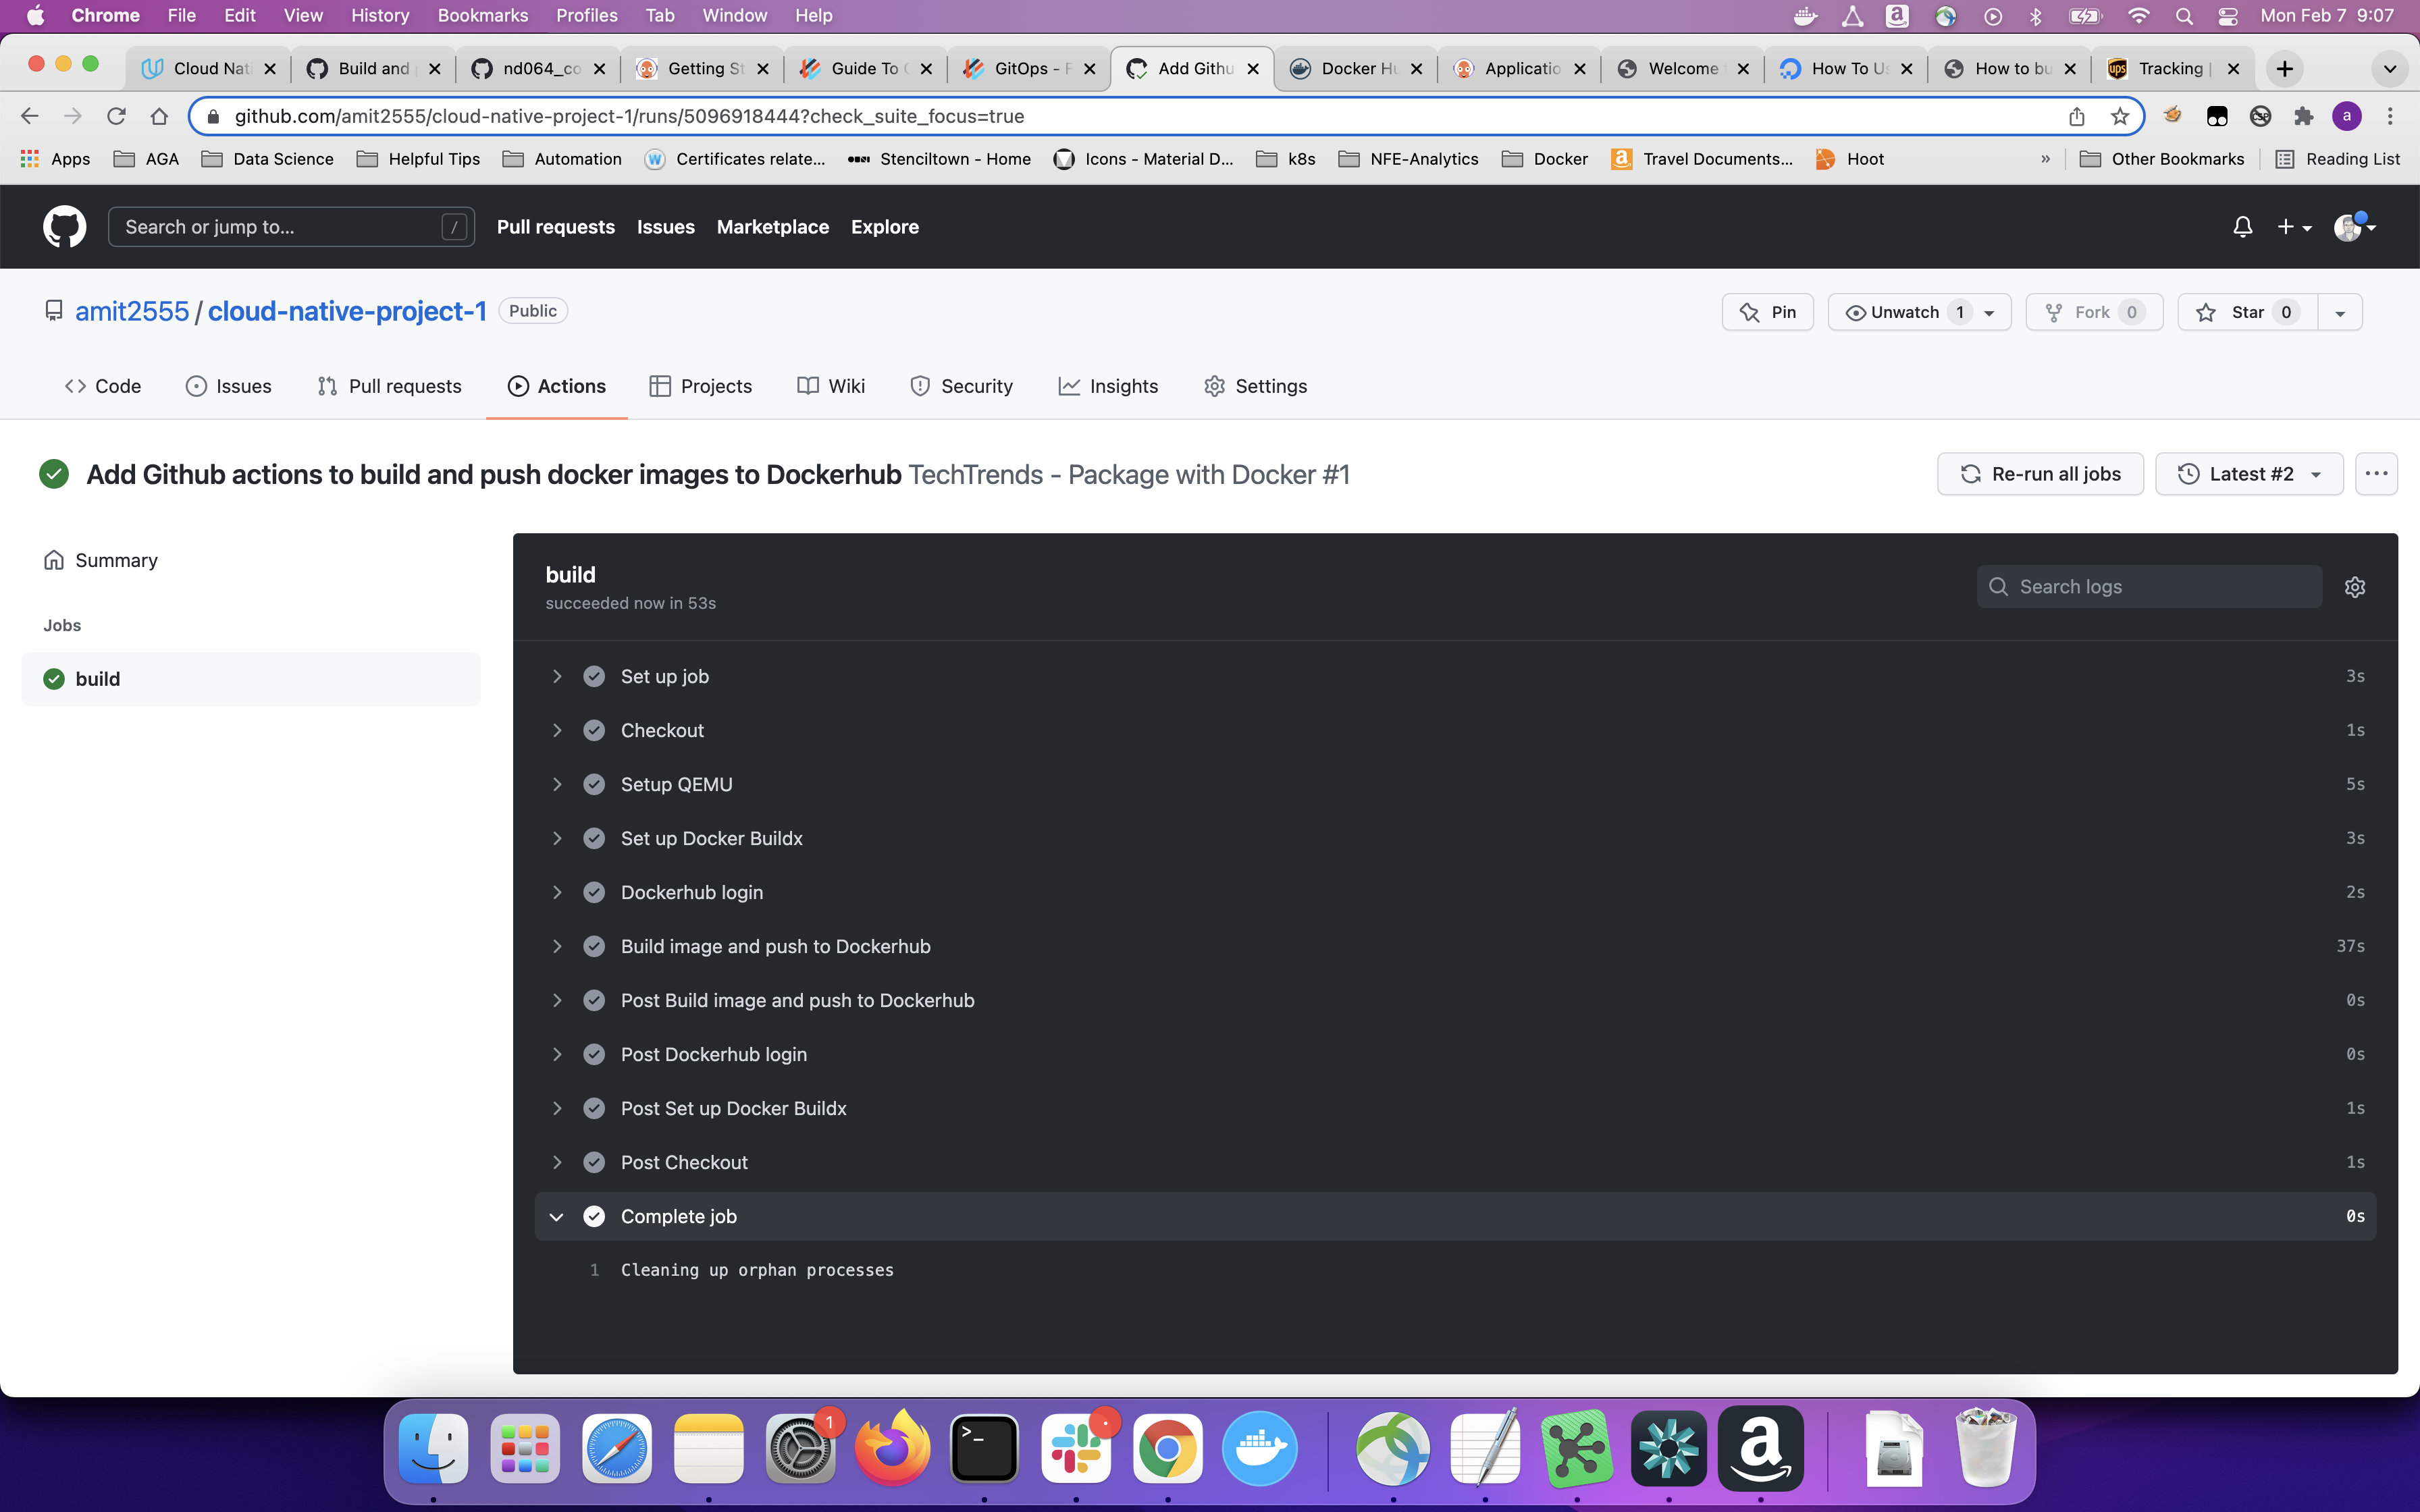 Chrome File Edit View History Bookmarks Profiles Tab Window Help Mon Feb 7 9:07
Cloud Nat Build and nd064_co Getting St Guide To GitOps - F Add Githu Docker Hu Applicatio Welcome How To Us How to bu Tracking |
github.com/amit2555/cloud-native-project-1/runs/5096918444?check_suite_focus=true a
Apps AGA Data Science Helpful Tips Automation Certificates relate... Stenciltown - Home Icons - Material D... k8s NFE-Analytics Docker Travel Documents... Hoot » Other Bookmarks Reading List
Search or jump to... / Pull requests Issues Marketplace Explore
amit2555 / cloud-native-project-1 Public Pin Unwatch 1 Fork 0 Star 0
Code Issues Pull requests Actions Projects Wiki Security Insights Settings
Add Github actions to build and push docker images to Dockerhub TechTrends - Package with Docker #1 Re-run all jobs Latest #2
Summary
Jobs
build
build
succeeded now in 53s
Search logs
Set up job 3s
Checkout 1s
Setup QEMU 5s
Set up Docker Buildx 3s
Dockerhub login 2s
Build image and push to Dockerhub 37s
Post Build image and push to Dockerhub 0s
Post Dockerhub login 0s
Post Set up Docker Buildx 1s
Post Checkout 1s
Complete job 0s
1 Cleaning up orphan processes
1